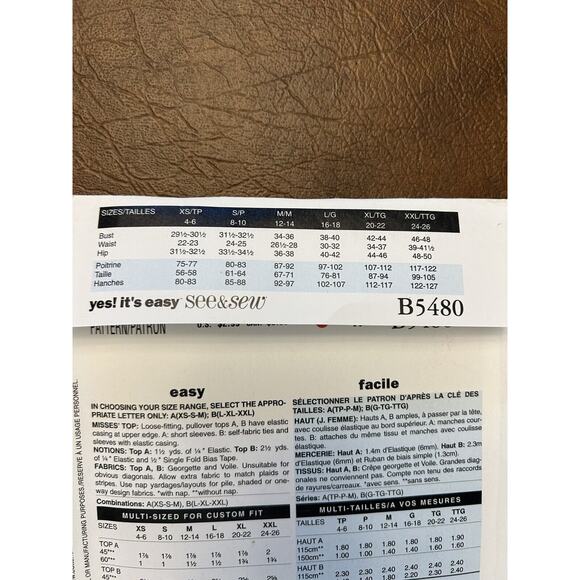 SIZES/TAILLES XS/TP S/P M/M L/G XL/TG XXL/TTG
4-6 8-10 12-14 16-18 20-22 24-26
Bust 29½-30½ 31½-32½ 34-36 38-40 42-44 46-48
Waist 22-23 24-25 26½-28 30-32 34-37 39-41½
Hip 31½-32½ 33½-34½ 36-38 40-42 44-46 48-50
Poitrine 75-77 80-83 87-92 97-102 107-112 117-122
Taille 56-58 61-64 67-71 76-81 87-94 99-105
Hanches 80-83 85-88 92-97 102-107 112-117 122-127
yes! it's easy see&sew B5480
PATTERN/PATRON
easy
IN CHOOSING YOUR SIZE RANGE, SELECT THE APPRO-
PRIATE LETTER ONLY: A(XS-S-M); B(L-XL-XXL)
MISSES' TOP: Loose-fitting, pullover tops A, B have elastic
casing at upper edge. A: short sleeves. B: self-fabric ties and
sleeves with elastic casing.
NOTIONS: Top A: 1½ yds. of ¼" Elastic. Top B: 2½ yds.
of ¼" Elastic and ½" Single Fold Bias Tape.
FABRICS: Top A, B: Georgette and Voile. Unsuitable for
obvious diagonals. Allow extra fabric to match plaids or
stripes. Use nap yardages/layouts for pile, shaded or one-
way design fabrics. *with nap. **without nap.
Combinations: A(XS-S-M), B(L-XL-XXL)
MULTI-SIZED FOR CUSTOM FIT
SIZES XS S M L XL XXL
4-6 8-10 12-14 16-18 20-22 24-26
TOP A
45"** 1⅞ 1⅞ 1⅞ 1⅞ 1⅞ 2
60"** 1 1 1½ 1½ 1¾ 1¾
TOP B
facile
SÉLECTIONNER LE PATRON D'APRÈS LA CLÉ DES
TAILLES: A(TP-P-M); B(G-TG-TTG)
HAUT (J. FEMME): Hauts A, B amples, à passer par la tête,
avec coulisse élastique au bord supérieur. A: manches cour-
tes. B: attaches du même tissu et manches avec coulisse
élastique.
MERCERIE: Haut A: 1.4m d'Elastique (6mm). Haut B: 2.3m
d'Elastique (6mm) et Ruban de biais simple (1.3cm).
TISSUS: Haut A, B: Crêpe georgette et Voile. Grandes diago-
nales ne conviennent pas. Compte non tenu des raccords
de rayures/carreaux. *avec sens. **sans sens
Séries: A(TP-P-M), B(G-TG-TTG)
MULTI-TAILLES/A VOS MESURES
TAILLES TP P M G TG TTG
4-6 8-10 12-14 16-18 20-22 24-26
HAUT A
115cm** 1.80 1.80 1.80 1.80 1.80 1.90
150cm** 1.00 1.00 1.40 1.40 1.60 1.60
HAUT B
115cm** 2.30 2.30 2.30 2.40 2.40 2.40